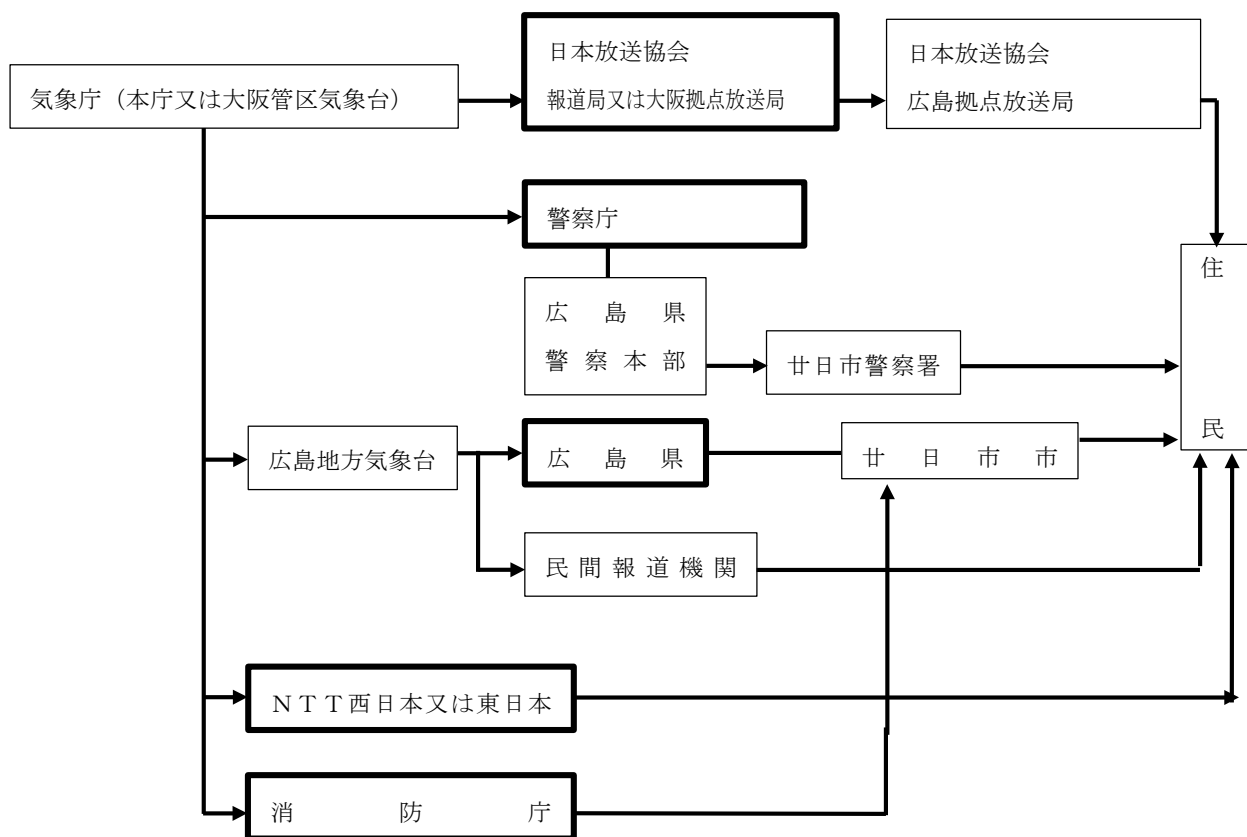 気象庁（本庁又は大阪管区気象台）
日本放送協会
報道局又は大阪拠点放送局
日本放送協会
広島拠点放送局
警察庁
広島県
警察本部
廿日市警察署
住民
広島地方気象台
広島県
廿日市市
民間報道機関
ＮＴＴ西日本又は東日本
消防庁